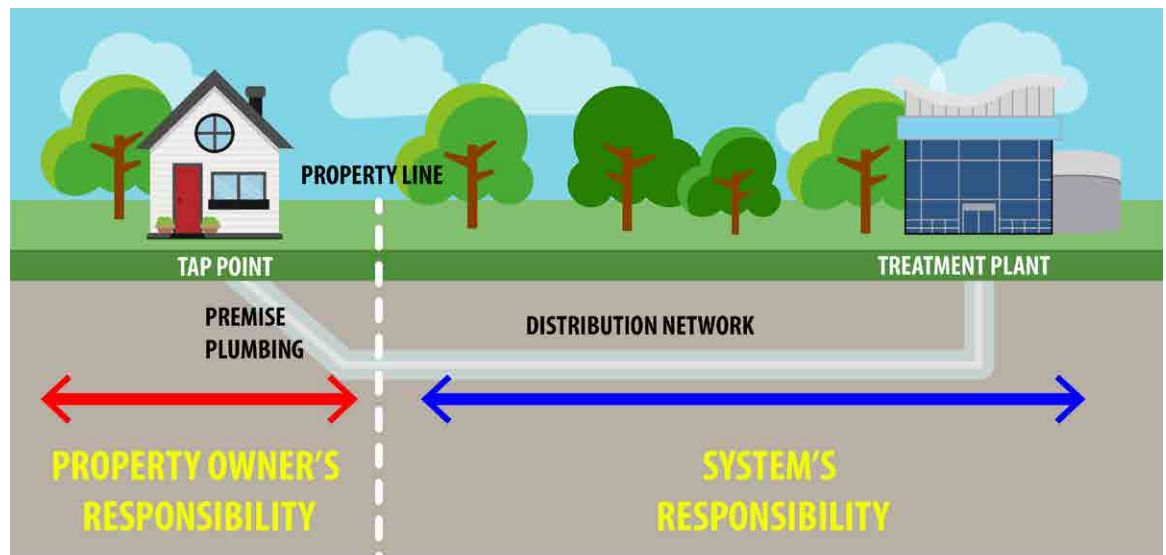 PROPERTY LINE
TAP POINT
TREATMENT PLANT
PREMISE
PLUMBING
DISTRIBUTION NETWORK
PROPERTY OWNER'S
RESPONSIBILITY
SYSTEM'S
RESPONSIBILITY